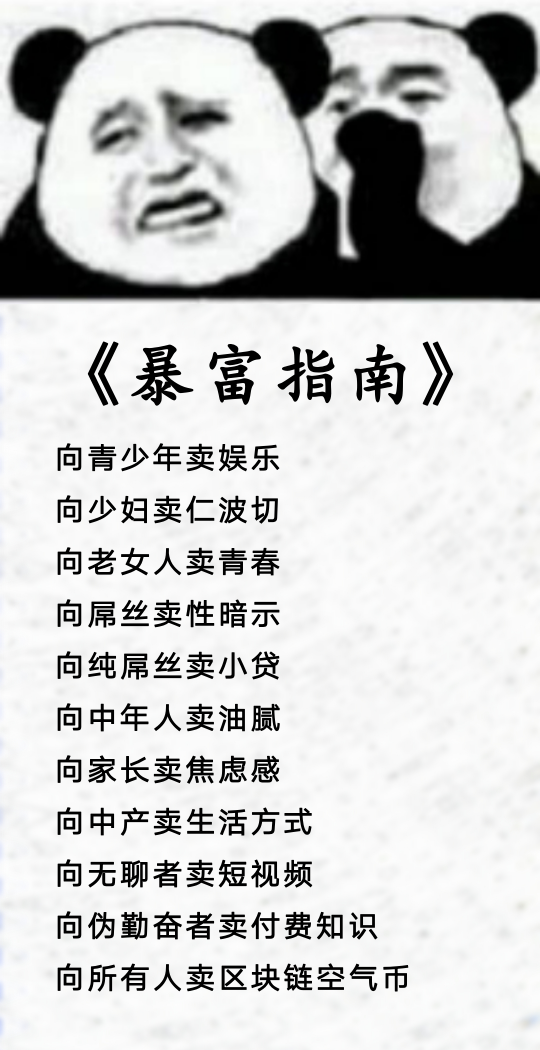 《暴富指南》
向青少年卖娱乐
向少妇卖仁波切
向老女人卖青春
向屌丝卖性暗示
向纯屌丝卖小贷
向中年人卖油腻
向家长卖焦虑感
向中产卖生活方式
向无聊者卖短视频
向伪勤奋者卖付费知识
向所有人卖区块链空气币